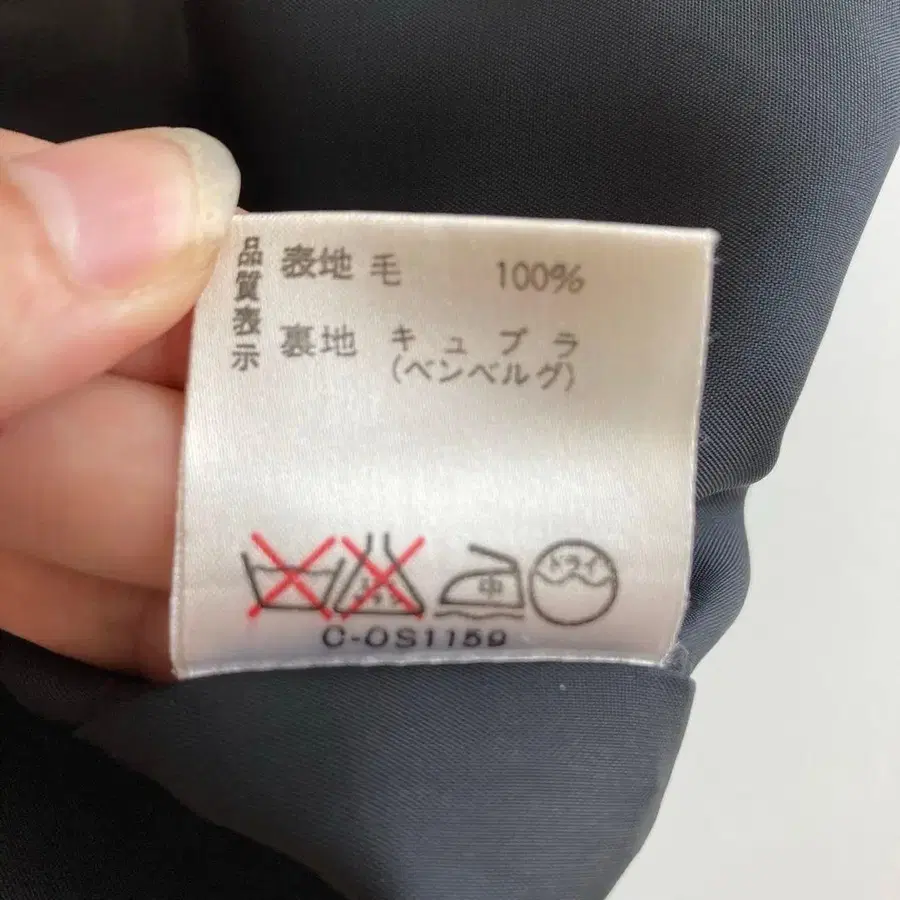 品質表示
表地 毛 100%
裏地 キュプラ
(ベンベルグ)
中
ドライ
C-OS1159